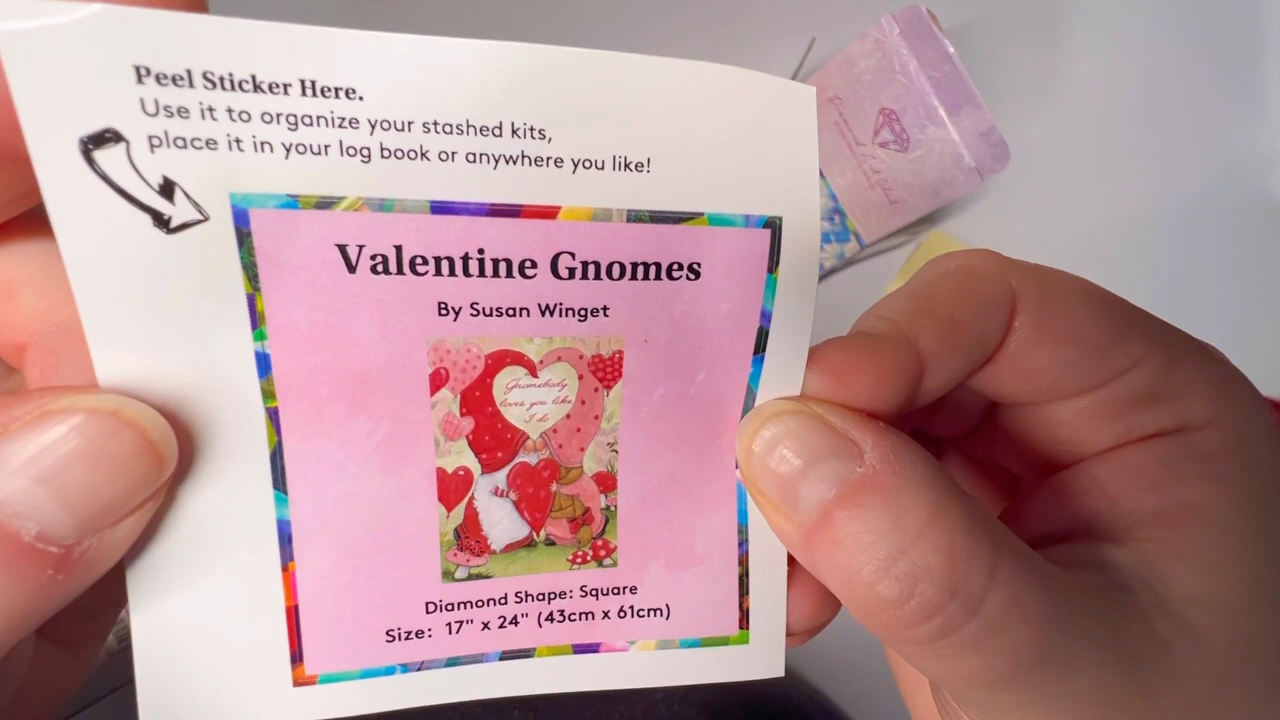 Peel Sticker Here.
Use it to organize your stashed kits,
place it in your log book or anywhere you like!
Valentine Gnomes
By Susan Winget
Gnomebody
loves you like
I do
Diamond Shape: Square
Size: 17" x 24" (43cm x 61cm)